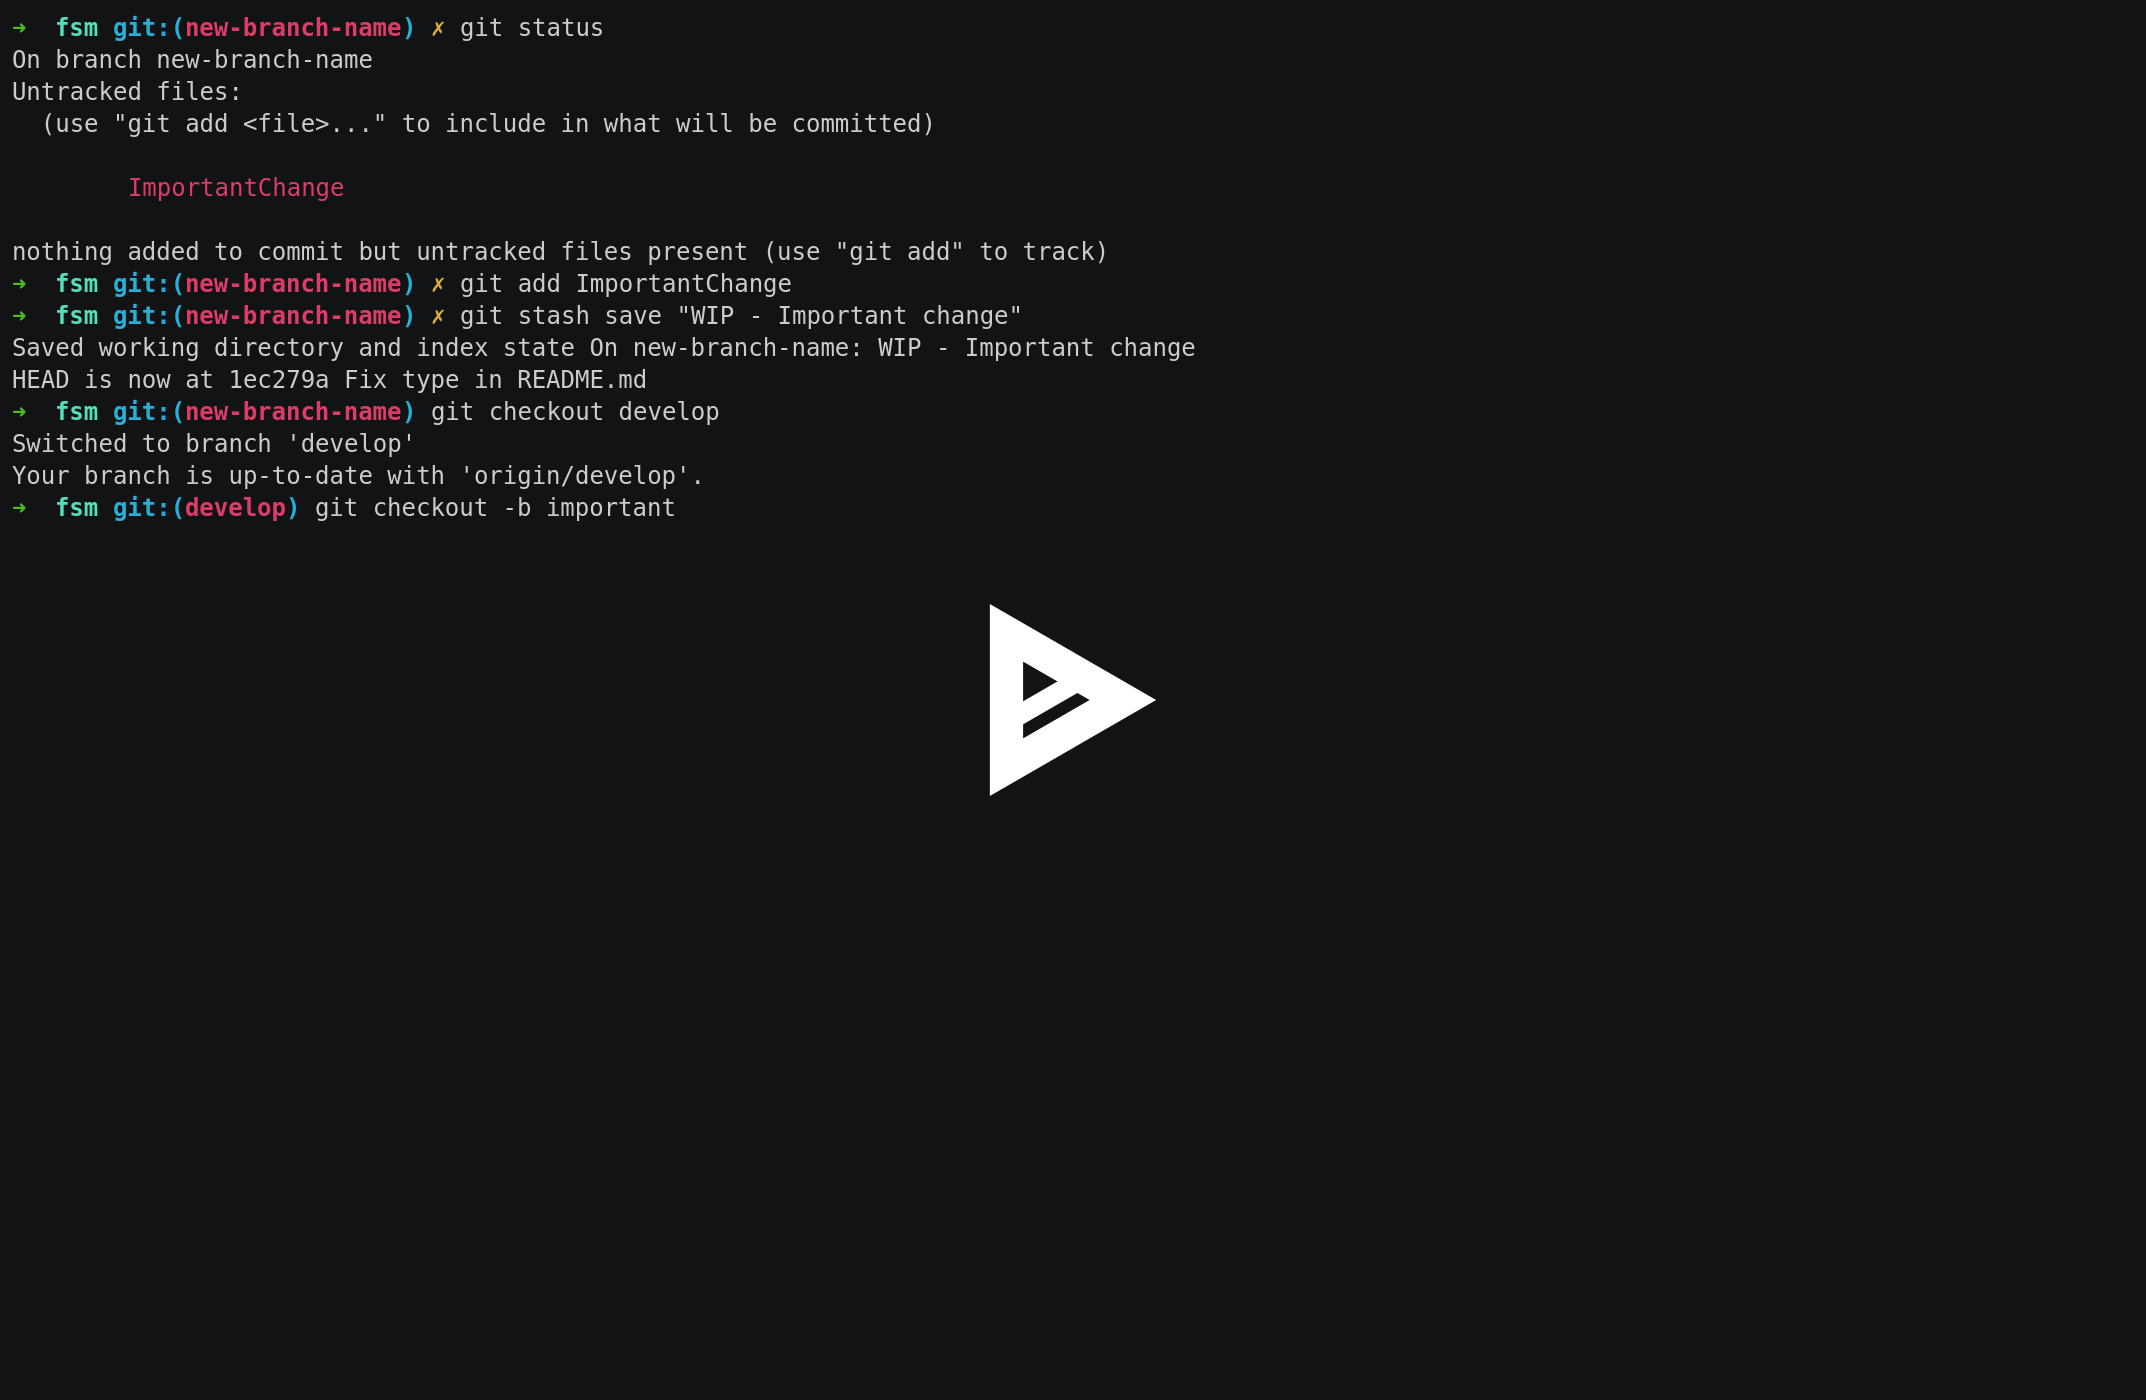 ➜  fsm git:(new-branch-name) ✗ git status
On branch new-branch-name
Untracked files:
  (use "git add <file>..." to include in what will be committed)

        ImportantChange

nothing added to commit but untracked files present (use "git add" to track)
➜  fsm git:(new-branch-name) ✗ git add ImportantChange
➜  fsm git:(new-branch-name) ✗ git stash save "WIP - Important change"
Saved working directory and index state On new-branch-name: WIP - Important change
HEAD is now at 1ec279a Fix type in README.md
➜  fsm git:(new-branch-name) git checkout develop
Switched to branch 'develop'
Your branch is up-to-date with 'origin/develop'.
➜  fsm git:(develop) git checkout -b important